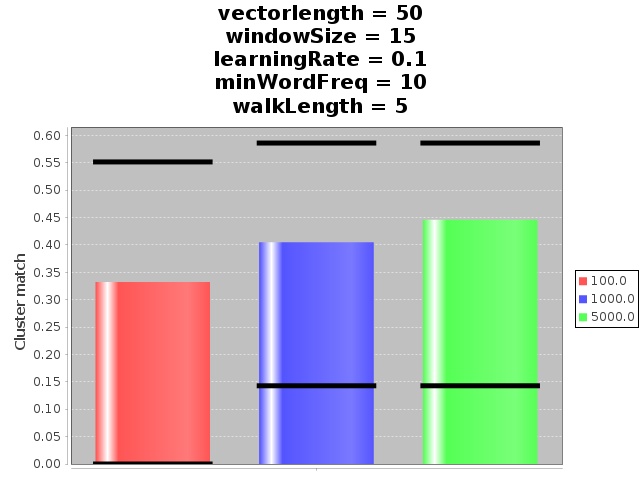 vectorlength = 50
windowSize = 15
learningRate = 0.1
minWordFreq = 10
walkLength = 5
0.60
0.55
0.50
0.45
0.40
0.35
0.30
0.25
0.20
0.15
0.10
0.05
0.00
Cluster match
100.0
1000.0
5000.0